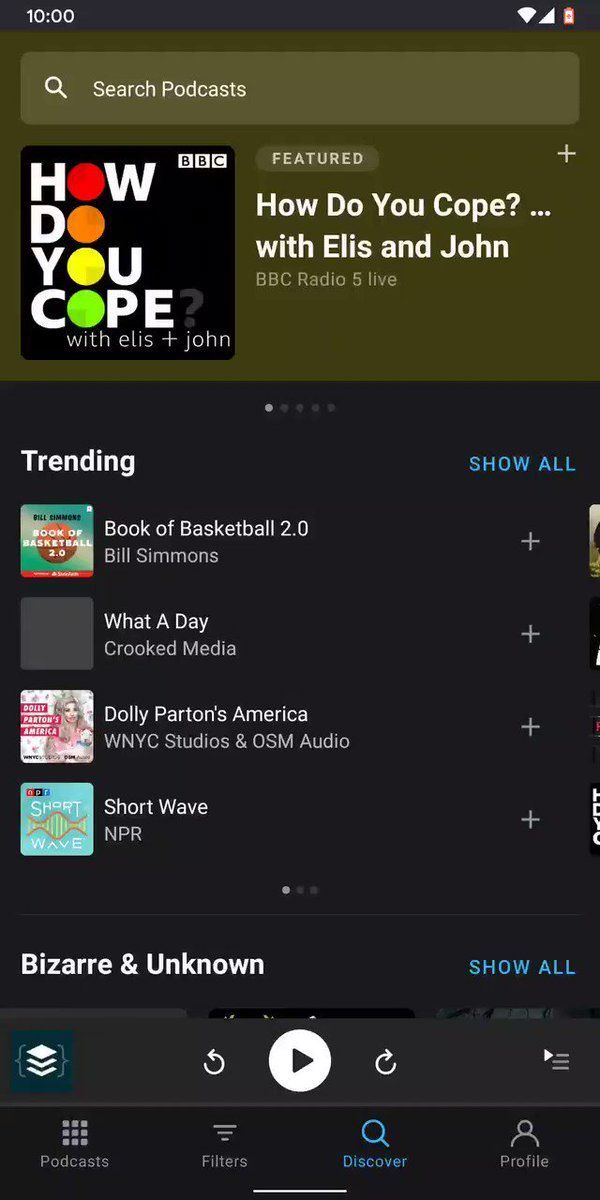 10:00
Search Podcasts
BBC
HOW
DO
YOU
COPE?
with elis + john
FEATURED
How Do You Cope? …
with Elis and John
BBC Radio 5 live
Trending
SHOW ALL
BILL SIMMONS
BOOK OF
BASKETBALL
2.0
Book of Basketball 2.0
Bill Simmons
What A Day
Crooked Media
DOLLY
PARTON'S
AMERICA
Dolly Parton's America
WNYC Studios & OSM Audio
npr
SHORT
WAVE
Short Wave
NPR
Bizarre & Unknown
SHOW ALL
Podcasts
Filters
Discover
Profile